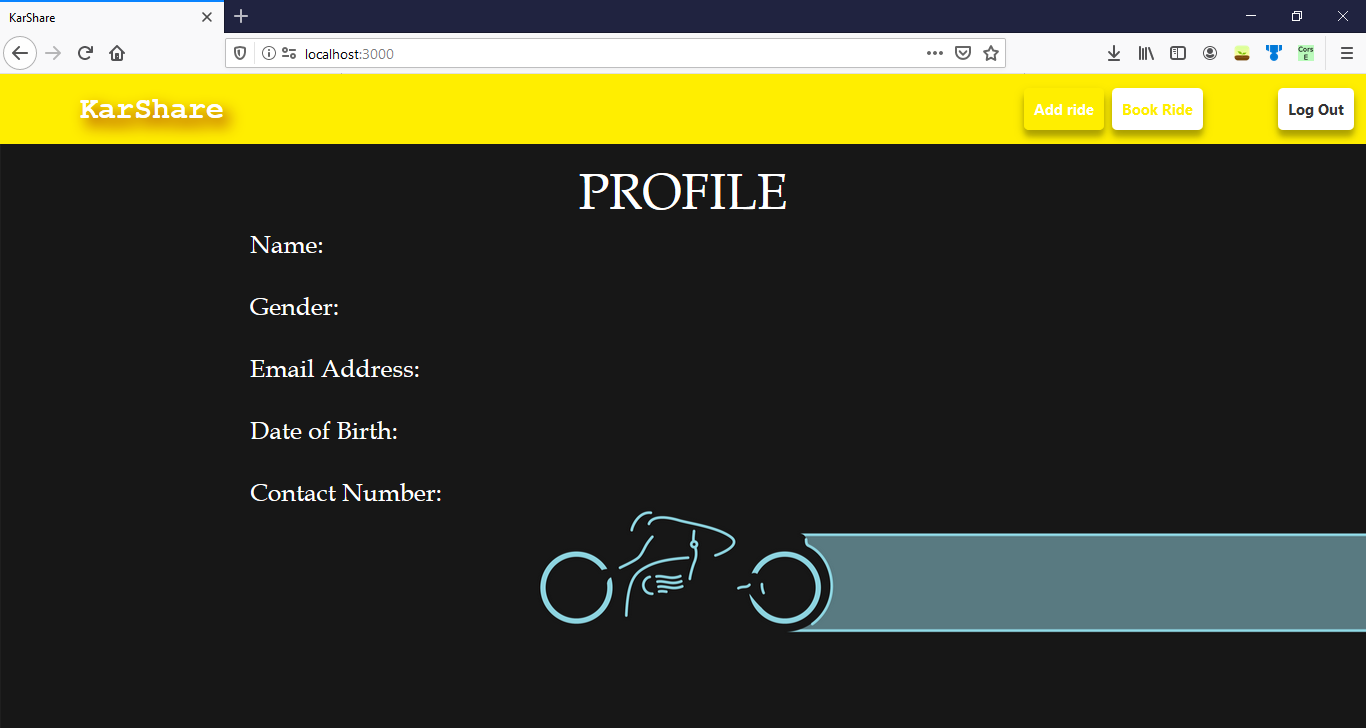 KarShare
localhost:3000
Cors E
KarShare
Add ride
Book Ride
Log Out
PROFILE
Name:
Gender:
Email Address:
Date of Birth:
Contact Number: